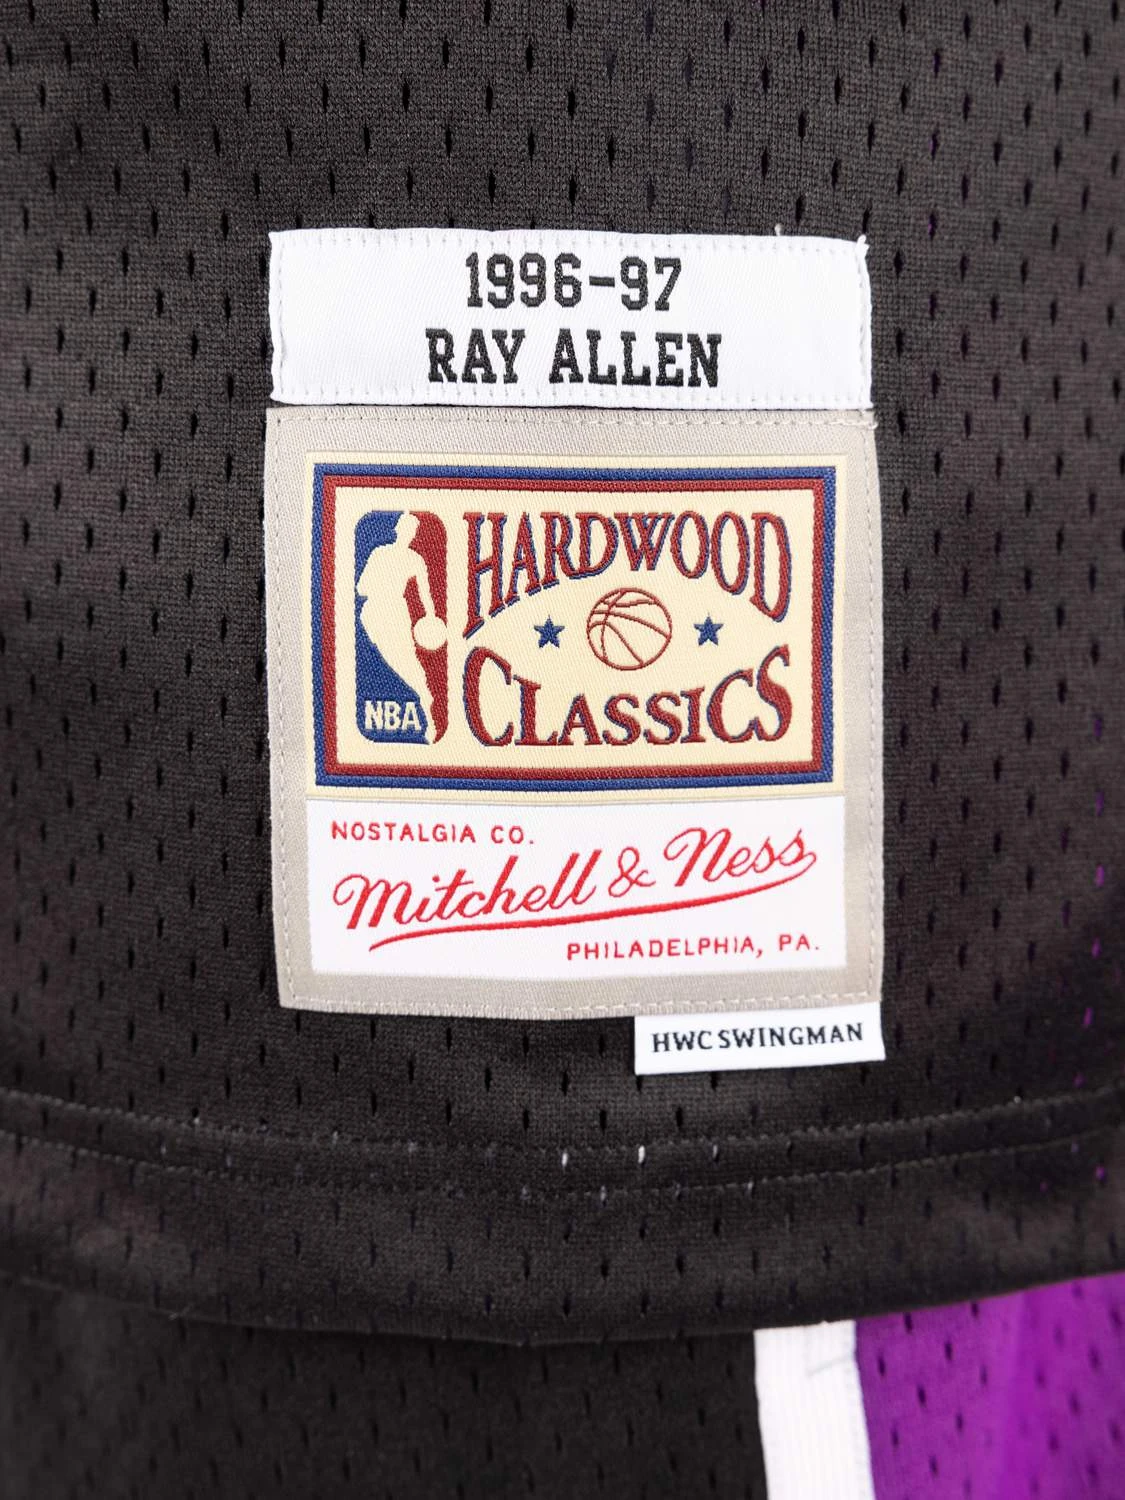 1996-97
RAY ALLEN
HARDWOOD
CLASSICS
NBA
NOSTALGIA CO.
Mitchell & Ness
PHILADELPHIA, PA.
HWC SWINGMAN